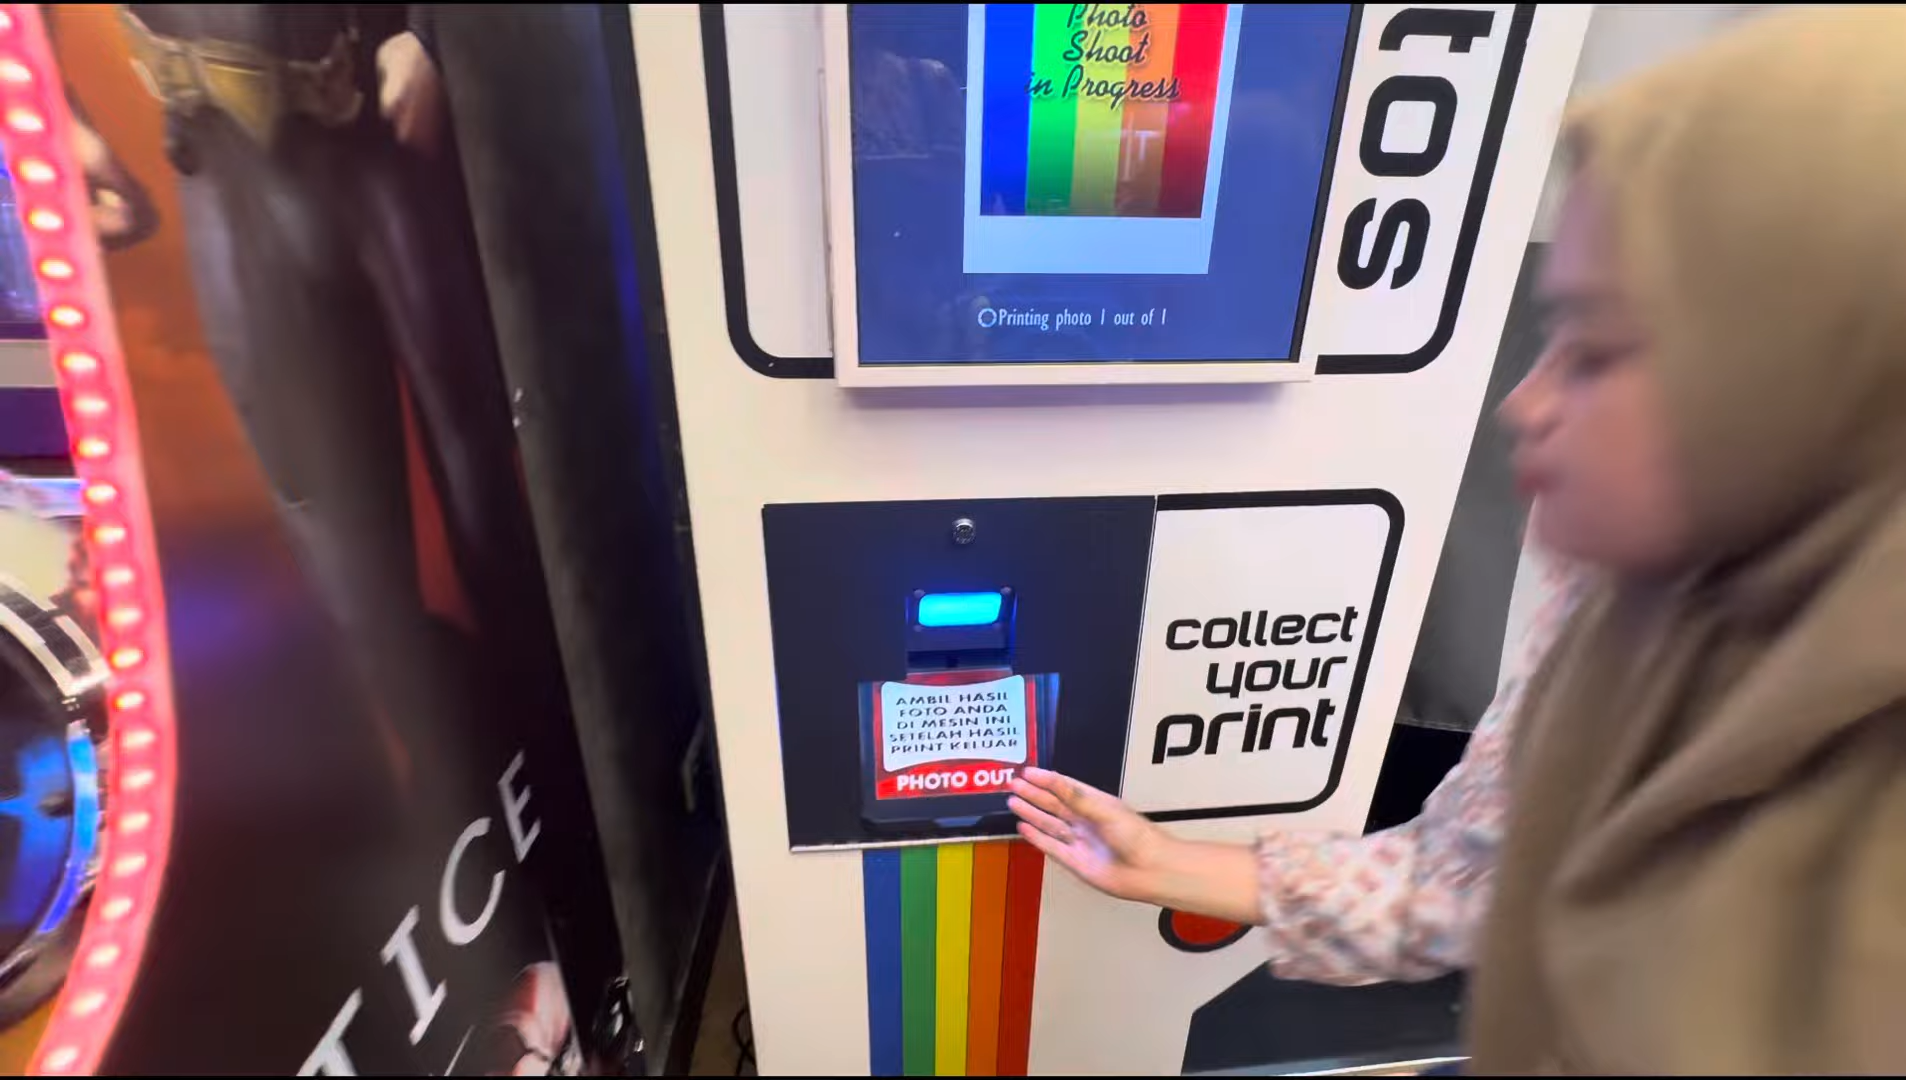 Photo
Shoot
in Progress
Printing photo 1 out of 1
tos
AMBIL HASIL
FOTO ANDA
DI MESIN INI
SETELAH HASIL
PRINT KELUAR
PHOTO OUT
collect
your
print
TICE